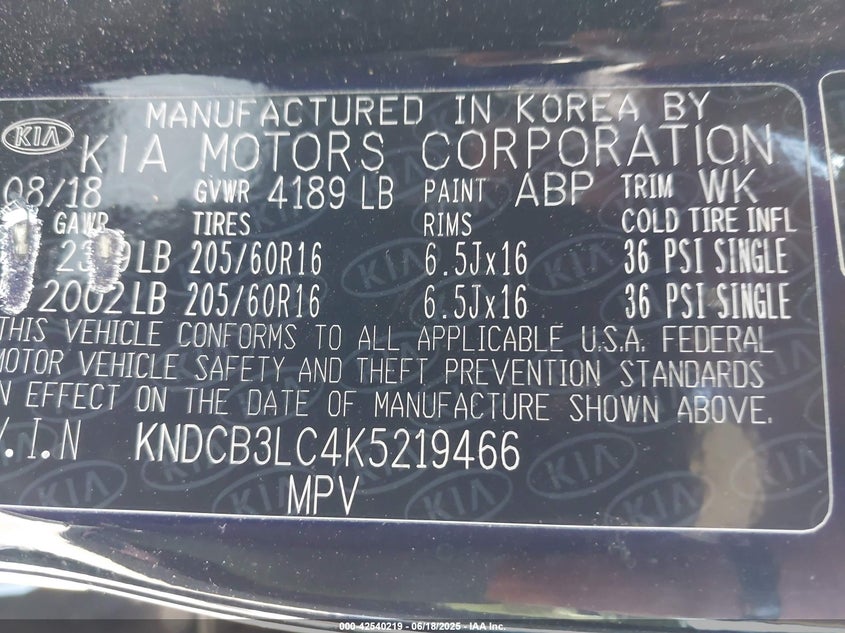 MANUFACTURED IN KOREA BY
KIA KIA MOTORS CORPORATION
08/18 GVWR 4189 LB PAINT ABP TRIM WK
GAWR TIRES RIMS COLD TIRE INFL
LB 205/60R16 6.5Jx16 36 PSI SINGLE
2002LB 205/60R16 6.5Jx16 36 PSI SINGLE
THIS VEHICLE CONFORMS TO ALL APPLICABLE U.S.A. FEDERAL
MOTOR VEHICLE SAFETY AND THEFT PREVENTION STANDARDS
IN EFFECT ON THE DATE OF MANUFACTURE SHOWN ABOVE.
V.I.N KNDCB3LC4K5219466
MPV
000-42540219 - 06/18/2025 - IAA Inc.